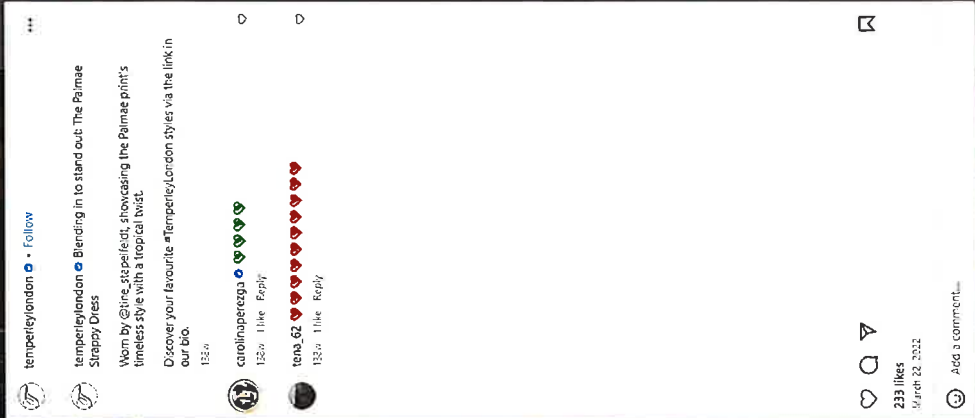 temperleylondon • Follow
temperleylondon Blending in to stand out: The Palmae
Strappy Dress
Worn by @tine_stapelfeldt, showcasing the Palmae print's
timeless style with a tropical twist.
Discover your favourite #TemperleyLondon styles via the link in
our bio.
carolinaperezga 💚💚💚💚
1 like Reply
rena_62 ❤❤❤❤❤❤❤❤❤❤
1 like Reply
233 likes
March 22, 2022
Add a comment...